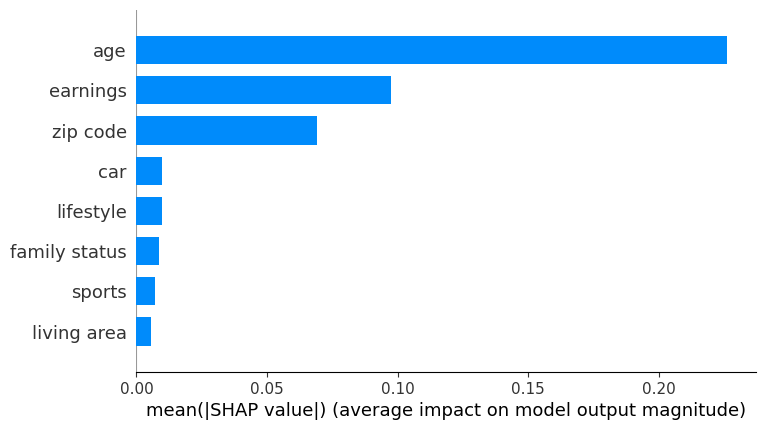 age
earnings
zip code
car
lifestyle
family status
sports
living area
0.00 0.05 0.10 0.15 0.20
mean(|SHAP value|) (average impact on model output magnitude)